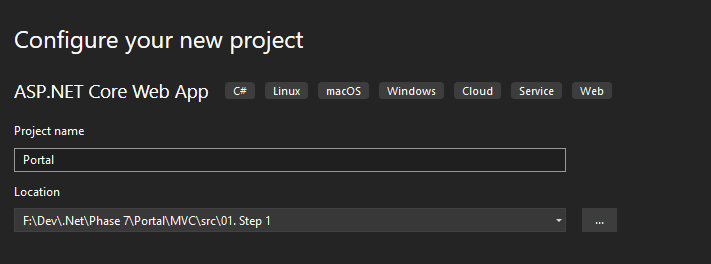 Configure your new project
ASP.NET Core Web App C# Linux macOS Windows Cloud Service Web
Project name
Portal
Location
F:\Dev\.Net\Phase 7\Portal\MVC\src\01. Step 1
...